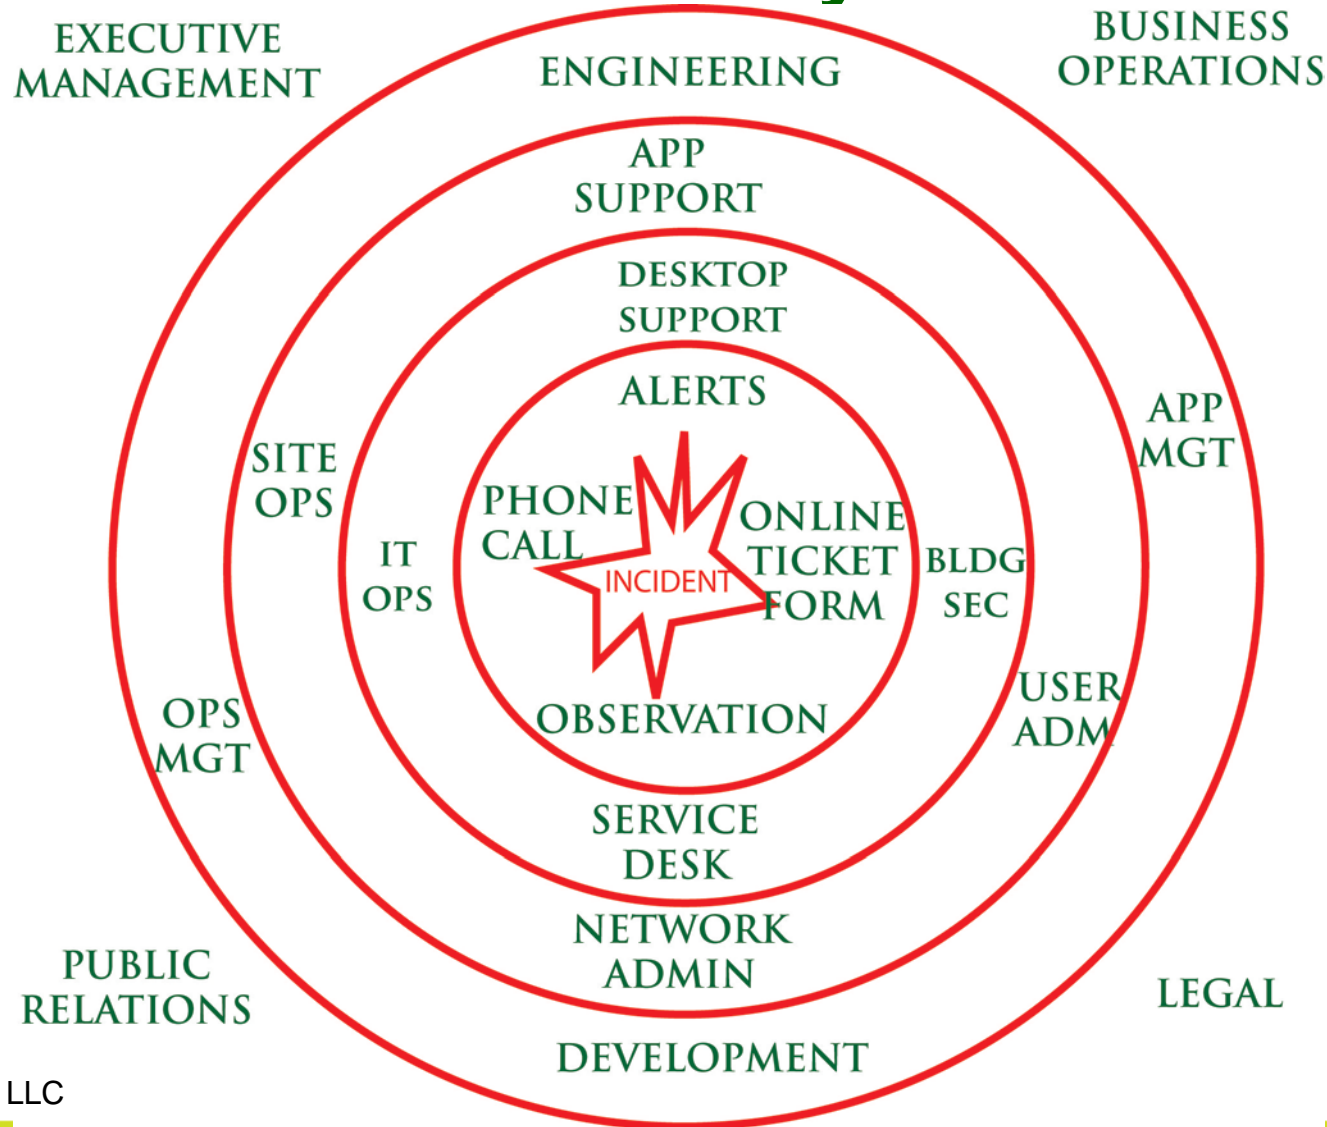 EXECUTIVE
MANAGEMENT
BUSINESS
OPERATIONS
ENGINEERING
APP
SUPPORT
DESKTOP
SUPPORT
ALERTS
APP
MGT
SITE
OPS
PHONE
CALL
ONLINE
TICKET
FORM
IT
OPS
INCIDENT
BLDG
SEC
USER
ADM
OPS
MGT
OBSERVATION
SERVICE
DESK
NETWORK
ADMIN
PUBLIC
RELATIONS
LEGAL
DEVELOPMENT
LLC